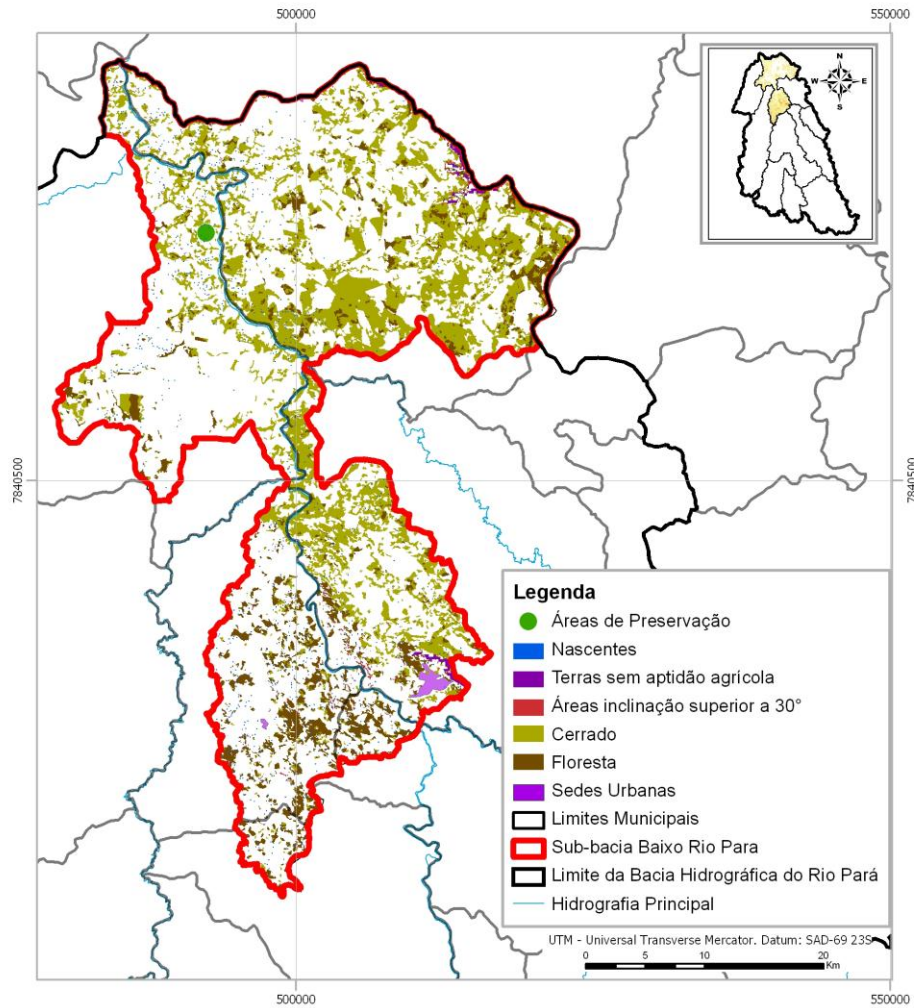 500000
550000
N
W
E
S
7840500
7840500
Legenda
Áreas de Preservação
Nascentes
Terras sem aptidão agrícola
Áreas inclinação superior a 30°
Cerrado
Floresta
Sedes Urbanas
Limites Municipais
Sub-bacia Baixo Rio Para
Limite da Bacia Hidrográfica do Rio Pará
Hidrografia Principal
UTM - Universal Transverse Mercator. Datum: SAD-69 23S
0 5 10 20
Km
500000
550000